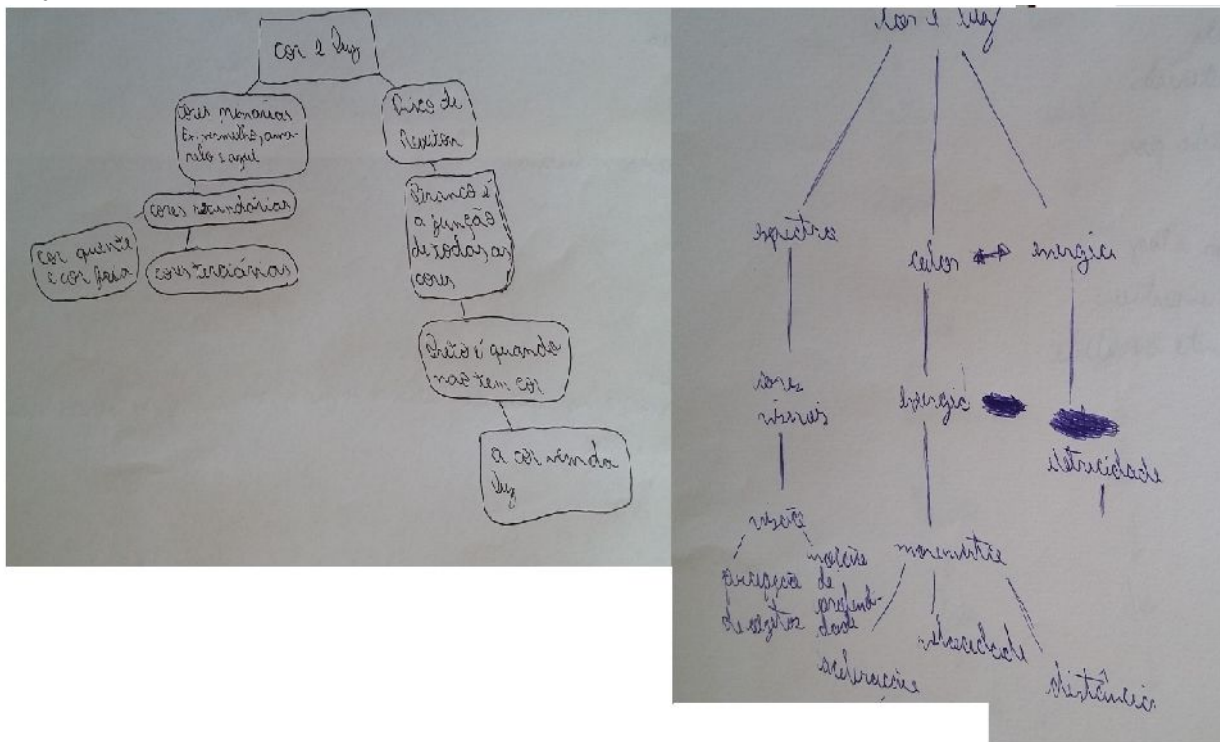 cor e luz
cores primárias
Ex: vermelho, ama-
relo e azul
cores secundárias
cor quente
e cor fria
cores terciárias
Disco de
Newton
Branco é
a junção
de todas as
cores
Preto é quando
não tem cor
a cor vem da
luz
cor e luz
espectro
calor
energia
cores
visíveis
energia
eletricidade
visão
percepção
de objetos
noção
de
profundi-
dade
movimento
aceleração
velocidade
distância